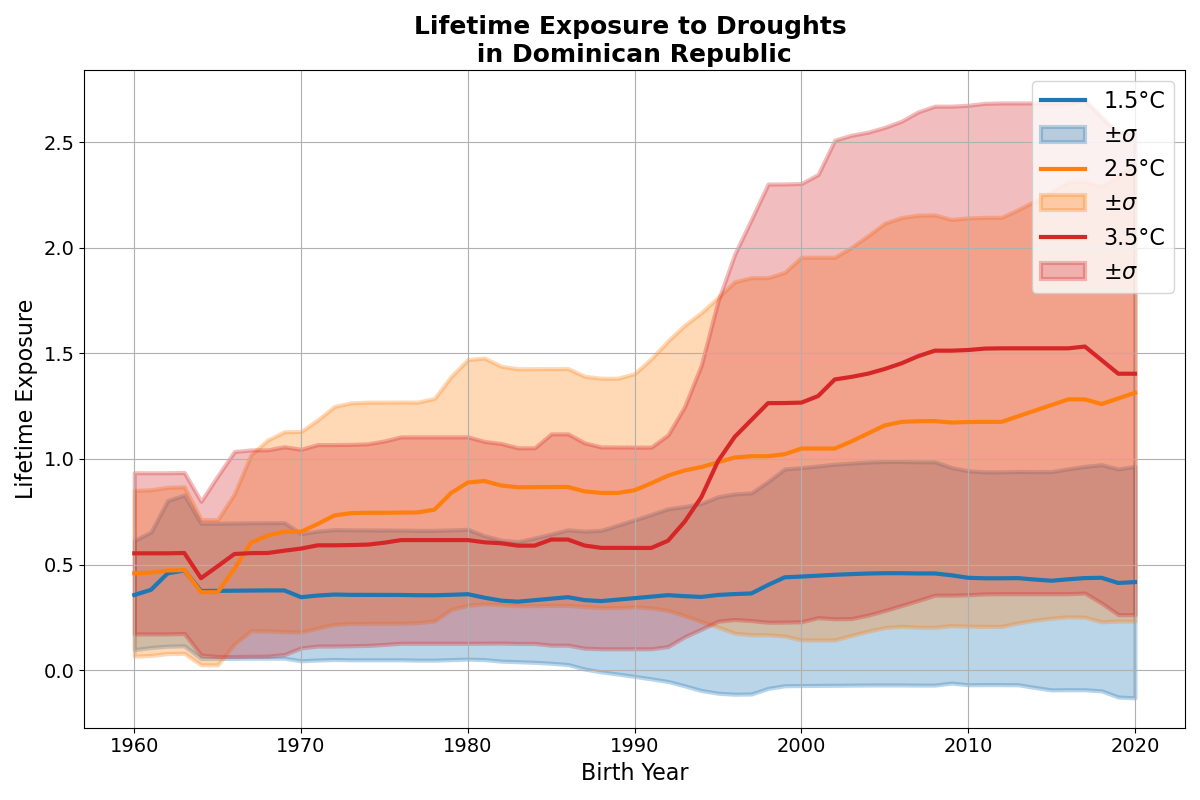 Lifetime Exposure to Droughts
in Dominican Republic
Lifetime Exposure
2.5
2.0
1.5
1.0
0.5
0.0
1960
1970
1980
1990
2000
2010
2020
Birth Year
1.5°C
±σ
2.5°C
±σ
3.5°C
±σ